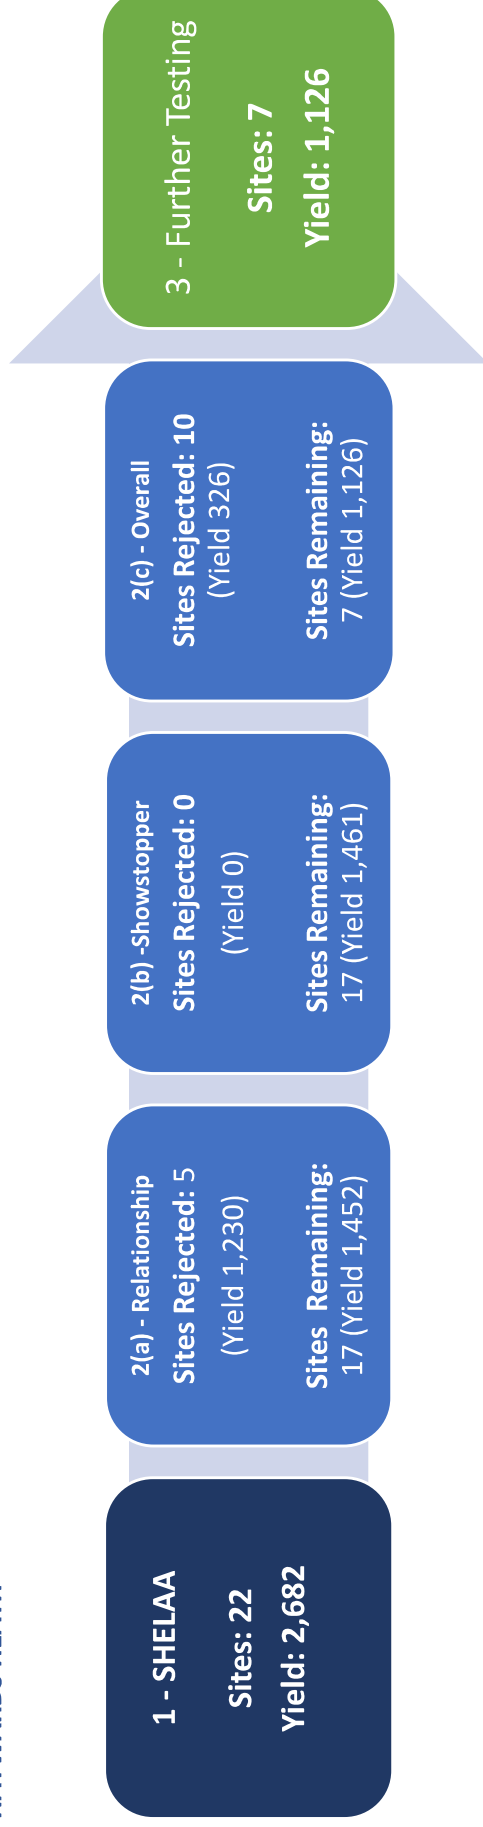 1 - SHELAA
Sites: 22
Yield: 2,682
2(a) - Relationship
Sites Rejected: 5
(Yield 1,230)
Sites Remaining:
17 (Yield 1,452)
2(b) -Showstopper
Sites Rejected: 0
(Yield 0)
Sites Remaining:
17 (Yield 1,461)
2(c) - Overall
Sites Rejected: 10
(Yield 326)
Sites Remaining:
7 (Yield 1,126)
3 - Further Testing
Sites: 7
Yield: 1,126